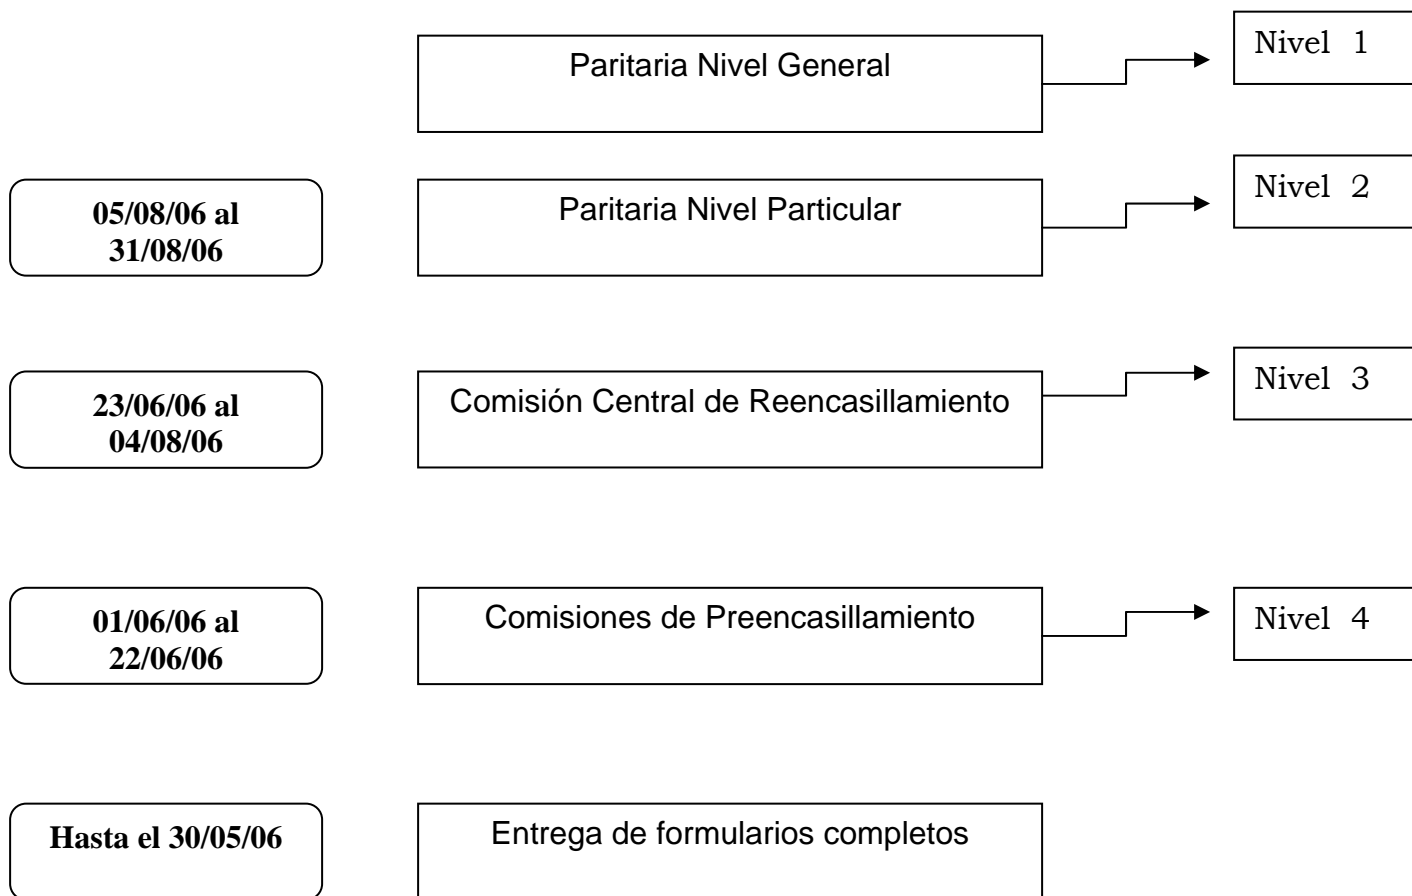 Paritaria Nivel General
Nivel 1
05/08/06 al
31/08/06
Paritaria Nivel Particular
Nivel 2
23/06/06 al
04/08/06
Comisión Central de Reencasillamiento
Nivel 3
01/06/06 al
22/06/06
Comisiones de Preencasillamiento
Nivel 4
Hasta el 30/05/06
Entrega de formularios completos